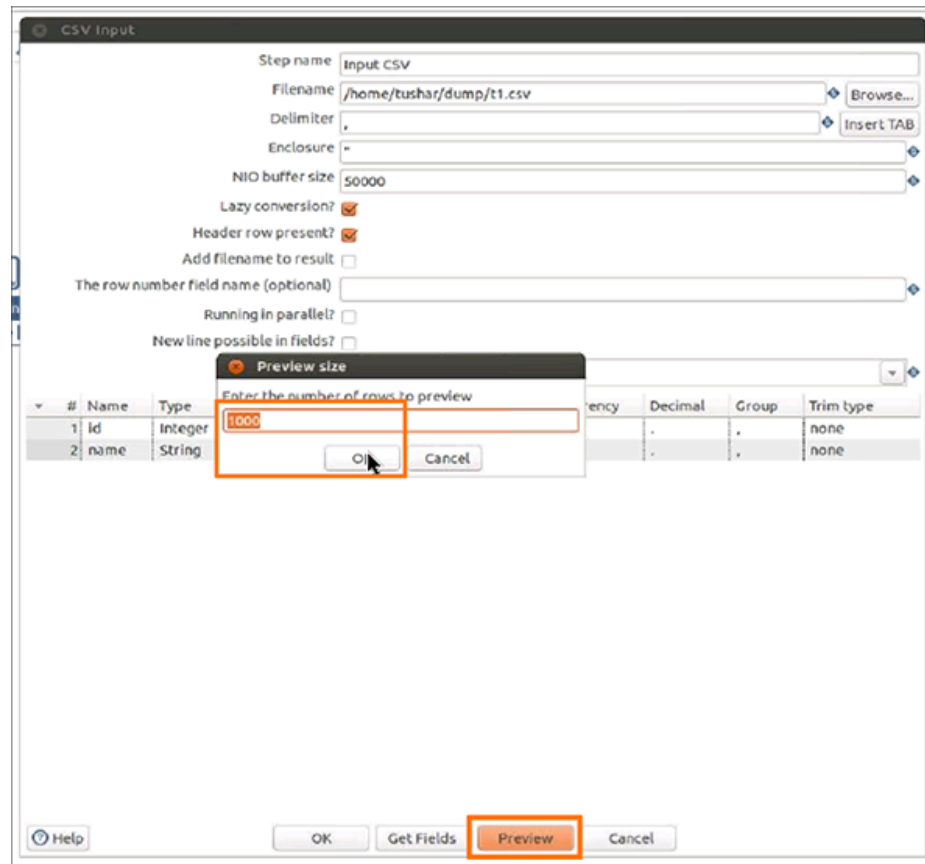 CSV Input
Step name Input CSV
Filename /home/tushar/dump/t1.csv Browse...
Delimiter , Insert TAB
Enclosure "
NIO buffer size 50000
Lazy conversion?
Header row present?
Add filename to result
The row number field name (optional)
Running in parallel?
New line possible in fields?
Preview size
Enter the number of rows to preview
1000
OK Cancel
# Name Type ency Decimal Group Trim type
1 id Integer . , none
2 name String . , none
Help OK Get Fields Preview Cancel